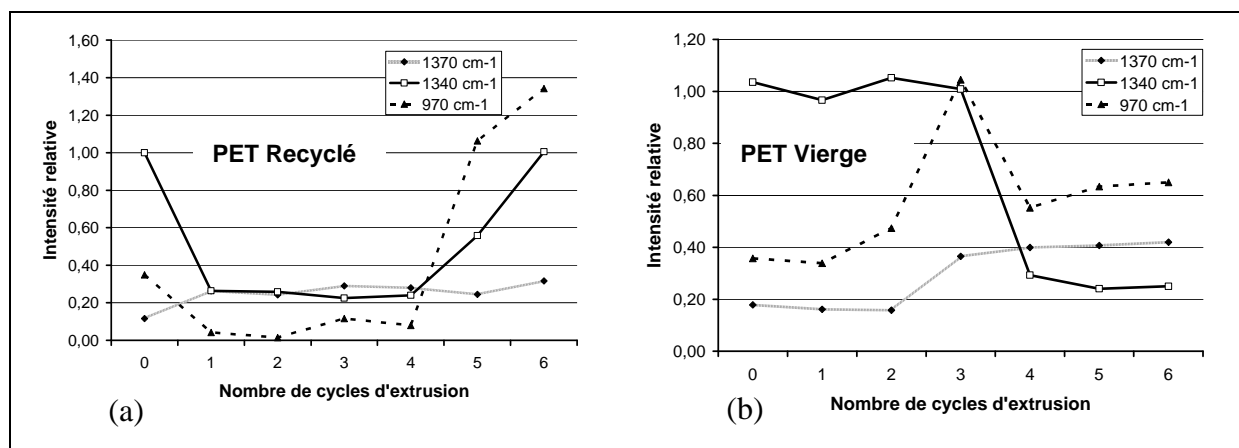 1,60
1,40
1,20
1,00
0,80
0,60
0,40
0,20
0,00
Intensité relative
1370 cm-1
1340 cm-1
970 cm-1
PET Recyclé
0 1 2 3 4 5 6
Nombre de cycles d'extrusion
(a)
1,20
1,00
0,80
0,60
0,40
0,20
0,00
Intensité relative
1370 cm-1
1340 cm-1
970 cm-1
PET Vierge
0 1 2 3 4 5 6
Nombre de cycles d'extrusion
(b)